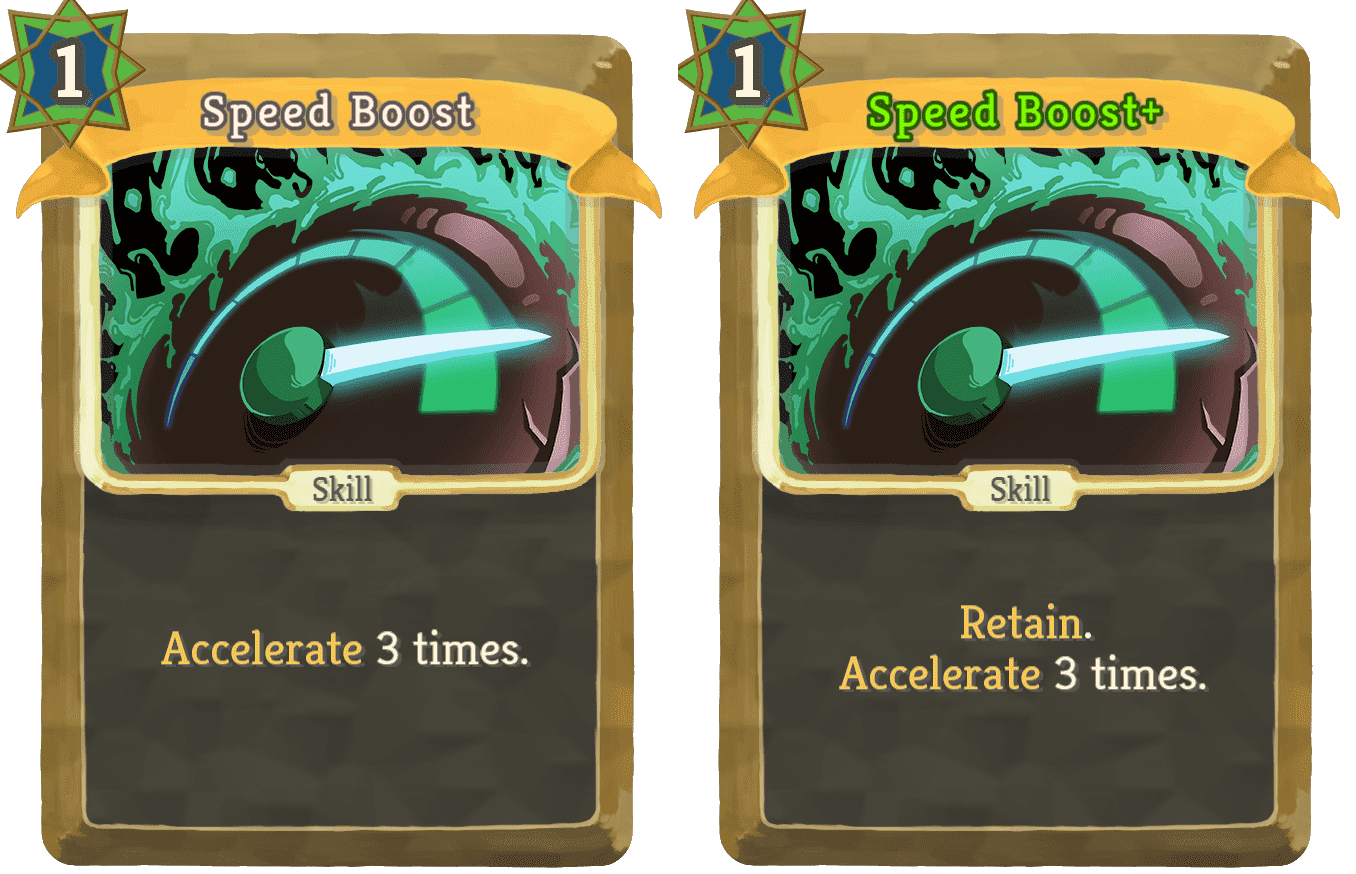 1
Speed Boost
Skill
Accelerate 3 times.
1
Speed Boost+
Skill
Retain.
Accelerate 3 times.